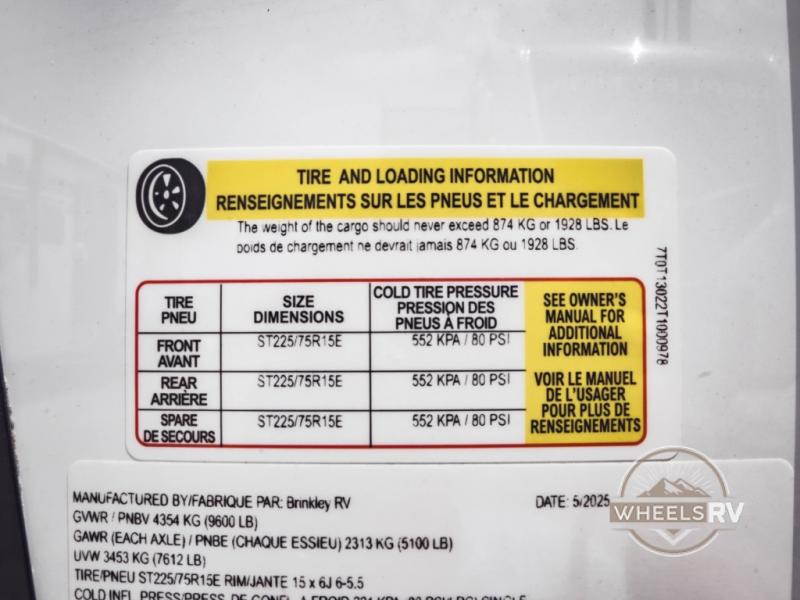 TIRE AND LOADING INFORMATION
RENSEIGNEMENTS SUR LES PNEUS ET LE CHARGEMENT
The weight of the cargo should never exceed 874 KG or 1928 LBS. Le
poids de chargement ne devrait jamais 874 KG ou 1928 LBS.
TIRE
PNEU
SIZE
DIMENSIONS
COLD TIRE PRESSURE
PRESSION DES
PNEUS À FROID
FRONT
AVANT
ST225/75R15E
552 KPA / 80 PSI
REAR
ARRIÈRE
ST225/75R15E
552 KPA / 80 PSI
SPARE
DE SECOURS
ST225/75R15E
552 KPA / 80 PSI
SEE OWNER'S
MANUAL FOR
ADDITIONAL
INFORMATION
VOIR LE MANUEL
DE L'USAGER
POUR PLUS DE
RENSEIGNEMENTS
7T0T13022T1000978
MANUFACTURED BY/FABRIQUE PAR: Brinkley RV
DATE: 5/2025
GVWR / PNBV 4354 KG (9600 LB)
GAWR (EACH AXLE) / PNBE (CHAQUE ESSIEU) 2313 KG (5100 LB)
UVW 3453 KG (7612 LB)
TIRE/PNEU ST225/75R15E RIM/JANTE 15 x 6J 6-5.5
WHEELS RV